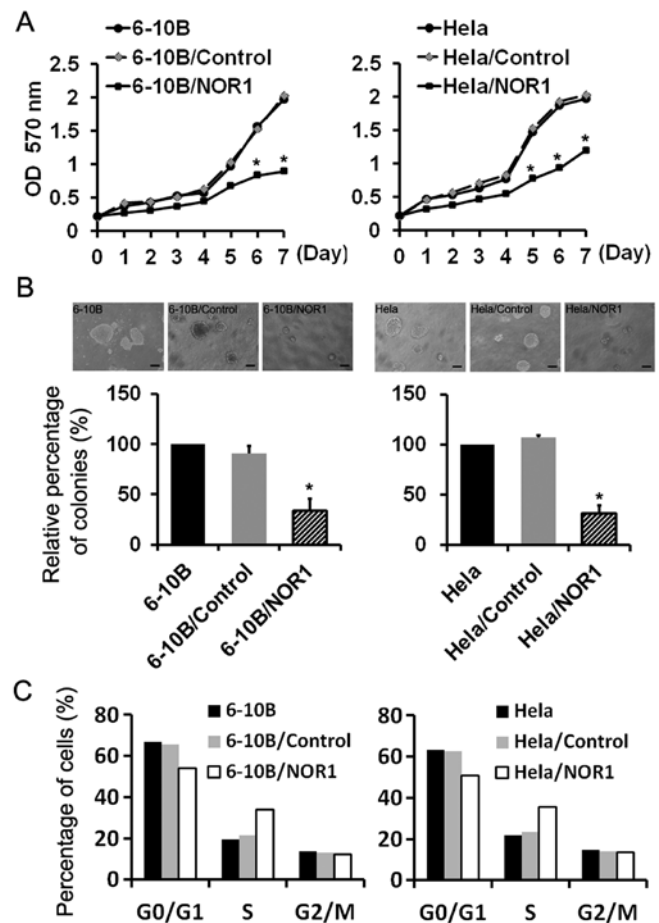 A
6-10B
6-10B/Control
6-10B/NOR1
Hela
Hela/Control
Hela/NOR1
OD 570 nm
2.5
2
1.5
1
0.5
0
* *
0 1 2 3 4 5 6 7 (Day)
2.5
2
1.5
1
0.5
0
* * *
0 1 2 3 4 5 6 7 (Day)
B
6-10B
6-10B/Control
6-10B/NOR1
Hela
Hela/Control
Hela/NOR1
Relative percentage
of colonies (%)
150
100
50
0
*
6-10B
6-10B/Control
6-10B/NOR1
150
100
50
0
*
Hela
Hela/Control
Hela/NOR1
C
Percentage of cells (%)
80
60
40
20
0
6-10B
6-10B/Control
6-10B/NOR1
G0/G1 S G2/M
80
60
40
20
0
Hela
Hela/Control
Hela/NOR1
G0/G1 S G2/M